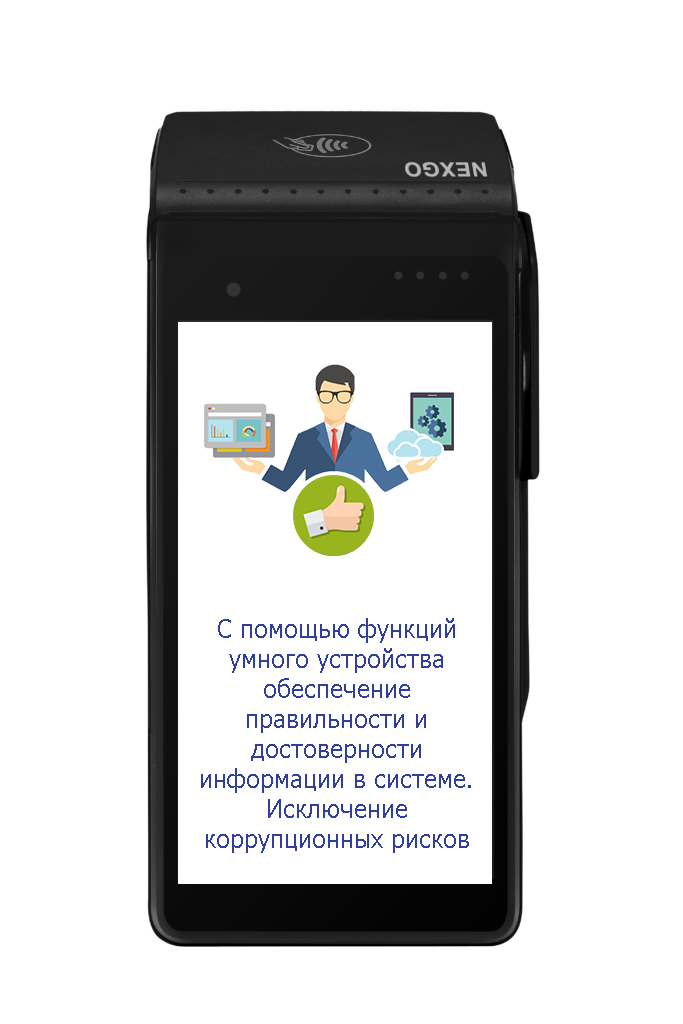 NEXGO
С помощью функций
умного устройства
обеспечение
правильности и
достоверности
информации в системе.
Исключение
коррупционных рисков